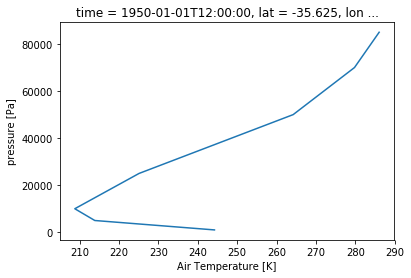 time = 1950-01-01T12:00:00, lat = -35.625, lon ...
pressure [Pa]
80000
60000
40000
20000
0
210 220 230 240 250 260 270 280 290
Air Temperature [K]